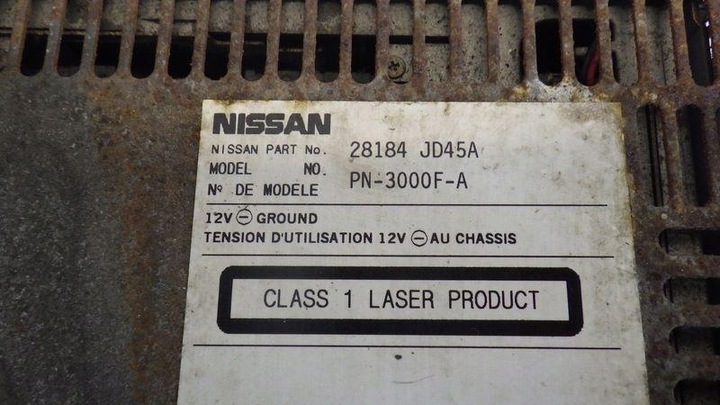 NISSAN
NISSAN PART No. 28184 JD45A
MODEL NO. PN-3000F-A
Nº DE MODÈLE
12V ⊖ GROUND
TENSION D'UTILISATION 12V ⊖ AU CHASSIS
CLASS 1 LASER PRODUCT